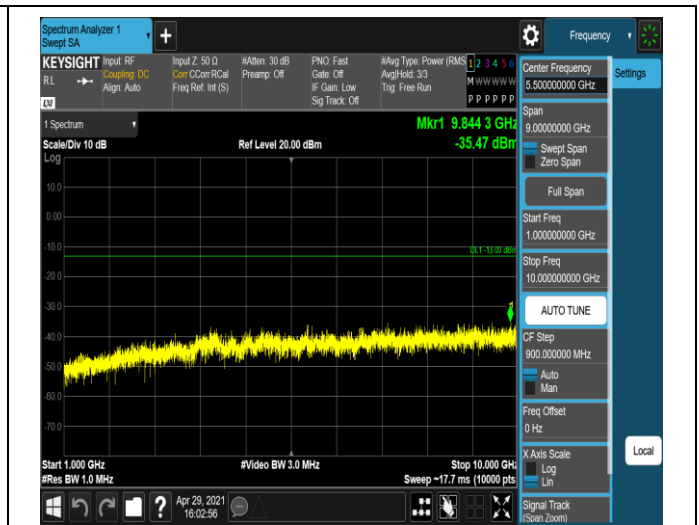 Spectrum Analyzer 1
Swept SA
Frequency
KEYSIGHT
RL
LXI
Input: RF
Coupling: DC
Align: Auto
Input Z: 50 Ω
Corr CCorr RCal
Freq Ref: Int (S)
#Atten: 30 dB
Preamp: Off
PNO: Fast
Gate: Off
IF Gain: Low
Sig Track: Off
#Avg Type: Power (RMS
Avg|Hold: 3/3
Trig: Free Run
1 2 3 4 5 6
M W W W W W
P P P P P P
1 Spectrum
Scale/Div 10 dB
Log
Ref Level 20.00 dBm
Mkr1 9.844 3 GHz
-35.47 dBm
10.0
0.00
-10.0
DL1 -13.00 dBm
-20.0
-30.0
1
-40.0
-50.0
-60.0
-70.0
Start 1.000 GHz
#Res BW 1.0 MHz
#Video BW 3.0 MHz
Stop 10.000 GHz
Sweep ~17.7 ms (10000 pts
Apr 29, 2021
16:02:56
Center Frequency
5.50000000 GHz
Settings
Span
9.00000000 GHz
Swept Span
Zero Span
Full Span
Start Freq
1.000000000 GHz
Stop Freq
10.000000000 GHz
AUTO TUNE
CF Step
900.000000 MHz
Auto
Man
Freq Offset
0 Hz
X Axis Scale
Log
Lin
Local
Signal Track
(Span Zoom)